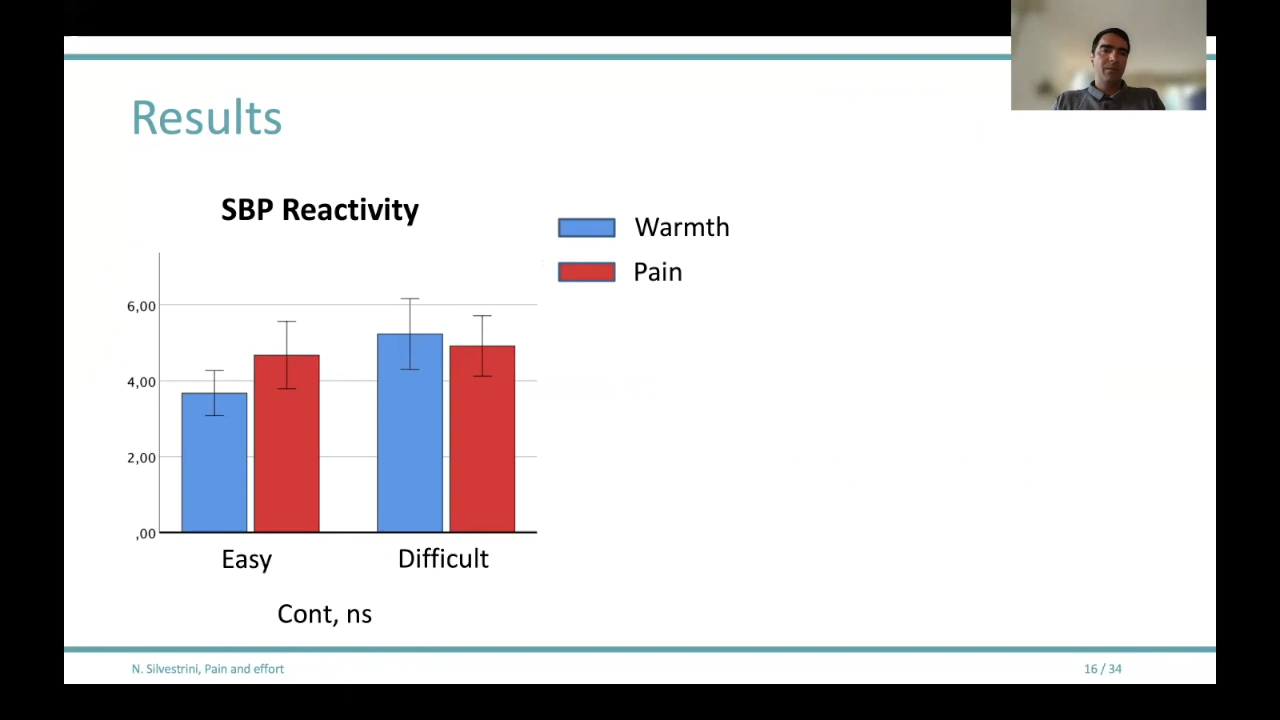 Results
SBP Reactivity
Warmth
Pain
6,00
4,00
2,00
,00
Easy Difficult
Cont, ns
N. Silvestrini, Pain and effort
16 / 34